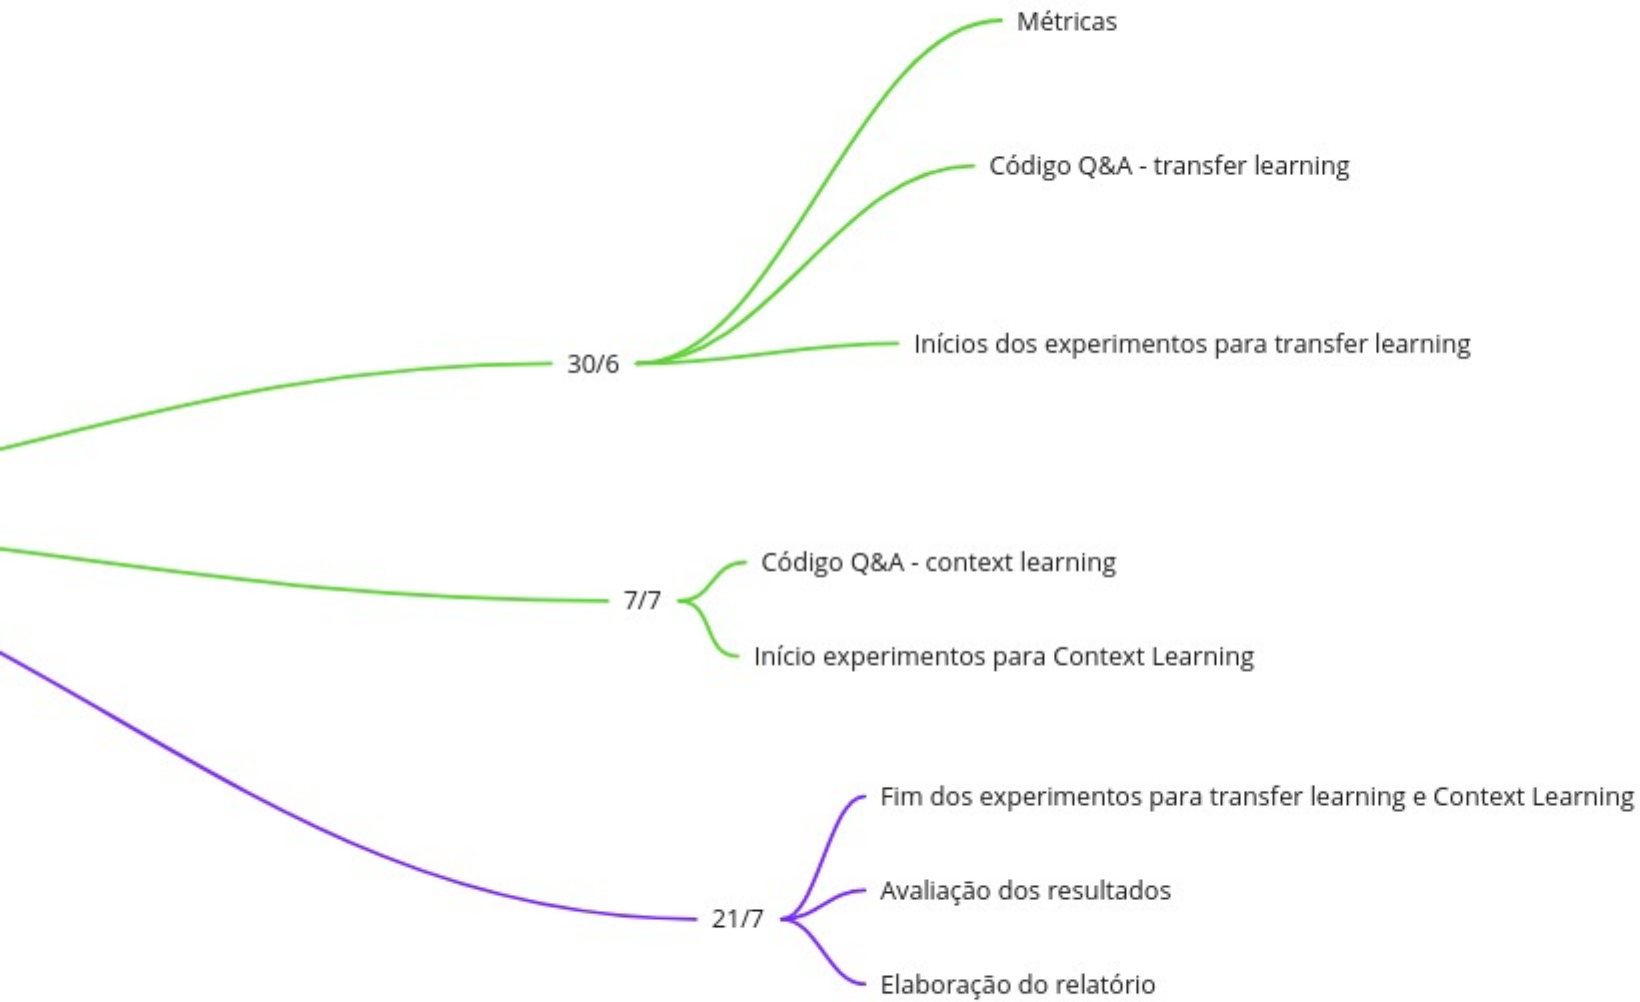 Métricas
Código Q&A - transfer learning
30/6
Inícios dos experimentos para transfer learning
Código Q&A - context learning
7/7
Início experimentos para Context Learning
Fim dos experimentos para transfer learning e Context Learning
Avaliação dos resultados
21/7
Elaboração do relatório